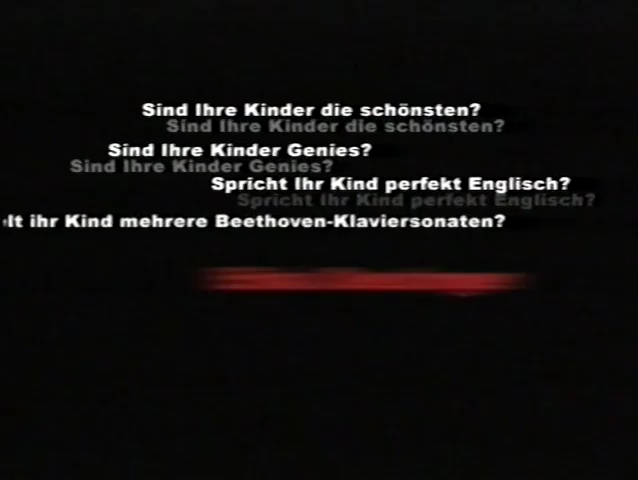 Sind Ihre Kinder die schönsten?
Sind Ihre Kinder die schönsten?
Sind Ihre Kinder Genies?
Sind Ihre Kinder Genies?
Spricht Ihr Kind perfekt Englisch?
Spricht Ihr Kind perfekt Englisch?
lt ihr Kind mehrere Beethoven-Klaviersonaten?